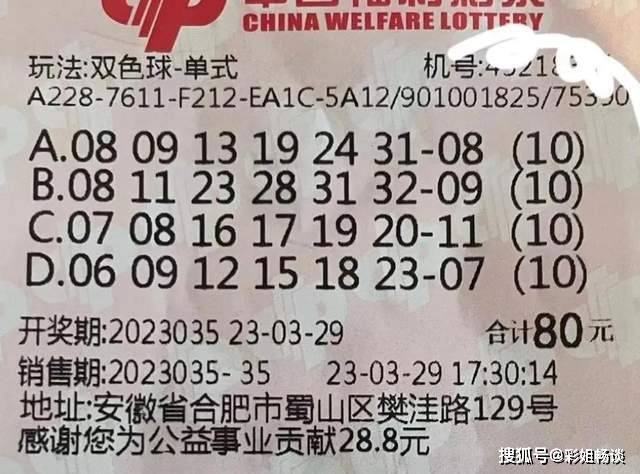 CHINA WELFARE LOTTERY
玩法:双色球-单式
A228-7611-F212-EA1C-5A12/901001825/75390
A.08 09 13 19 24 31-08 (10)
B.08 11 23 28 31 32-09 (10)
C.07 08 16 17 19 20-11 (10)
D.06 09 12 15 18 23-07 (10)
开奖期:2023035 23-03-29 合计80元
销售期:2023035- 35 23-03-29 17:30:14
地址:安徽省合肥市蜀山区樊洼路129号
感谢您为公益事业贡献28.8元
搜狐号@彩姐畅谈